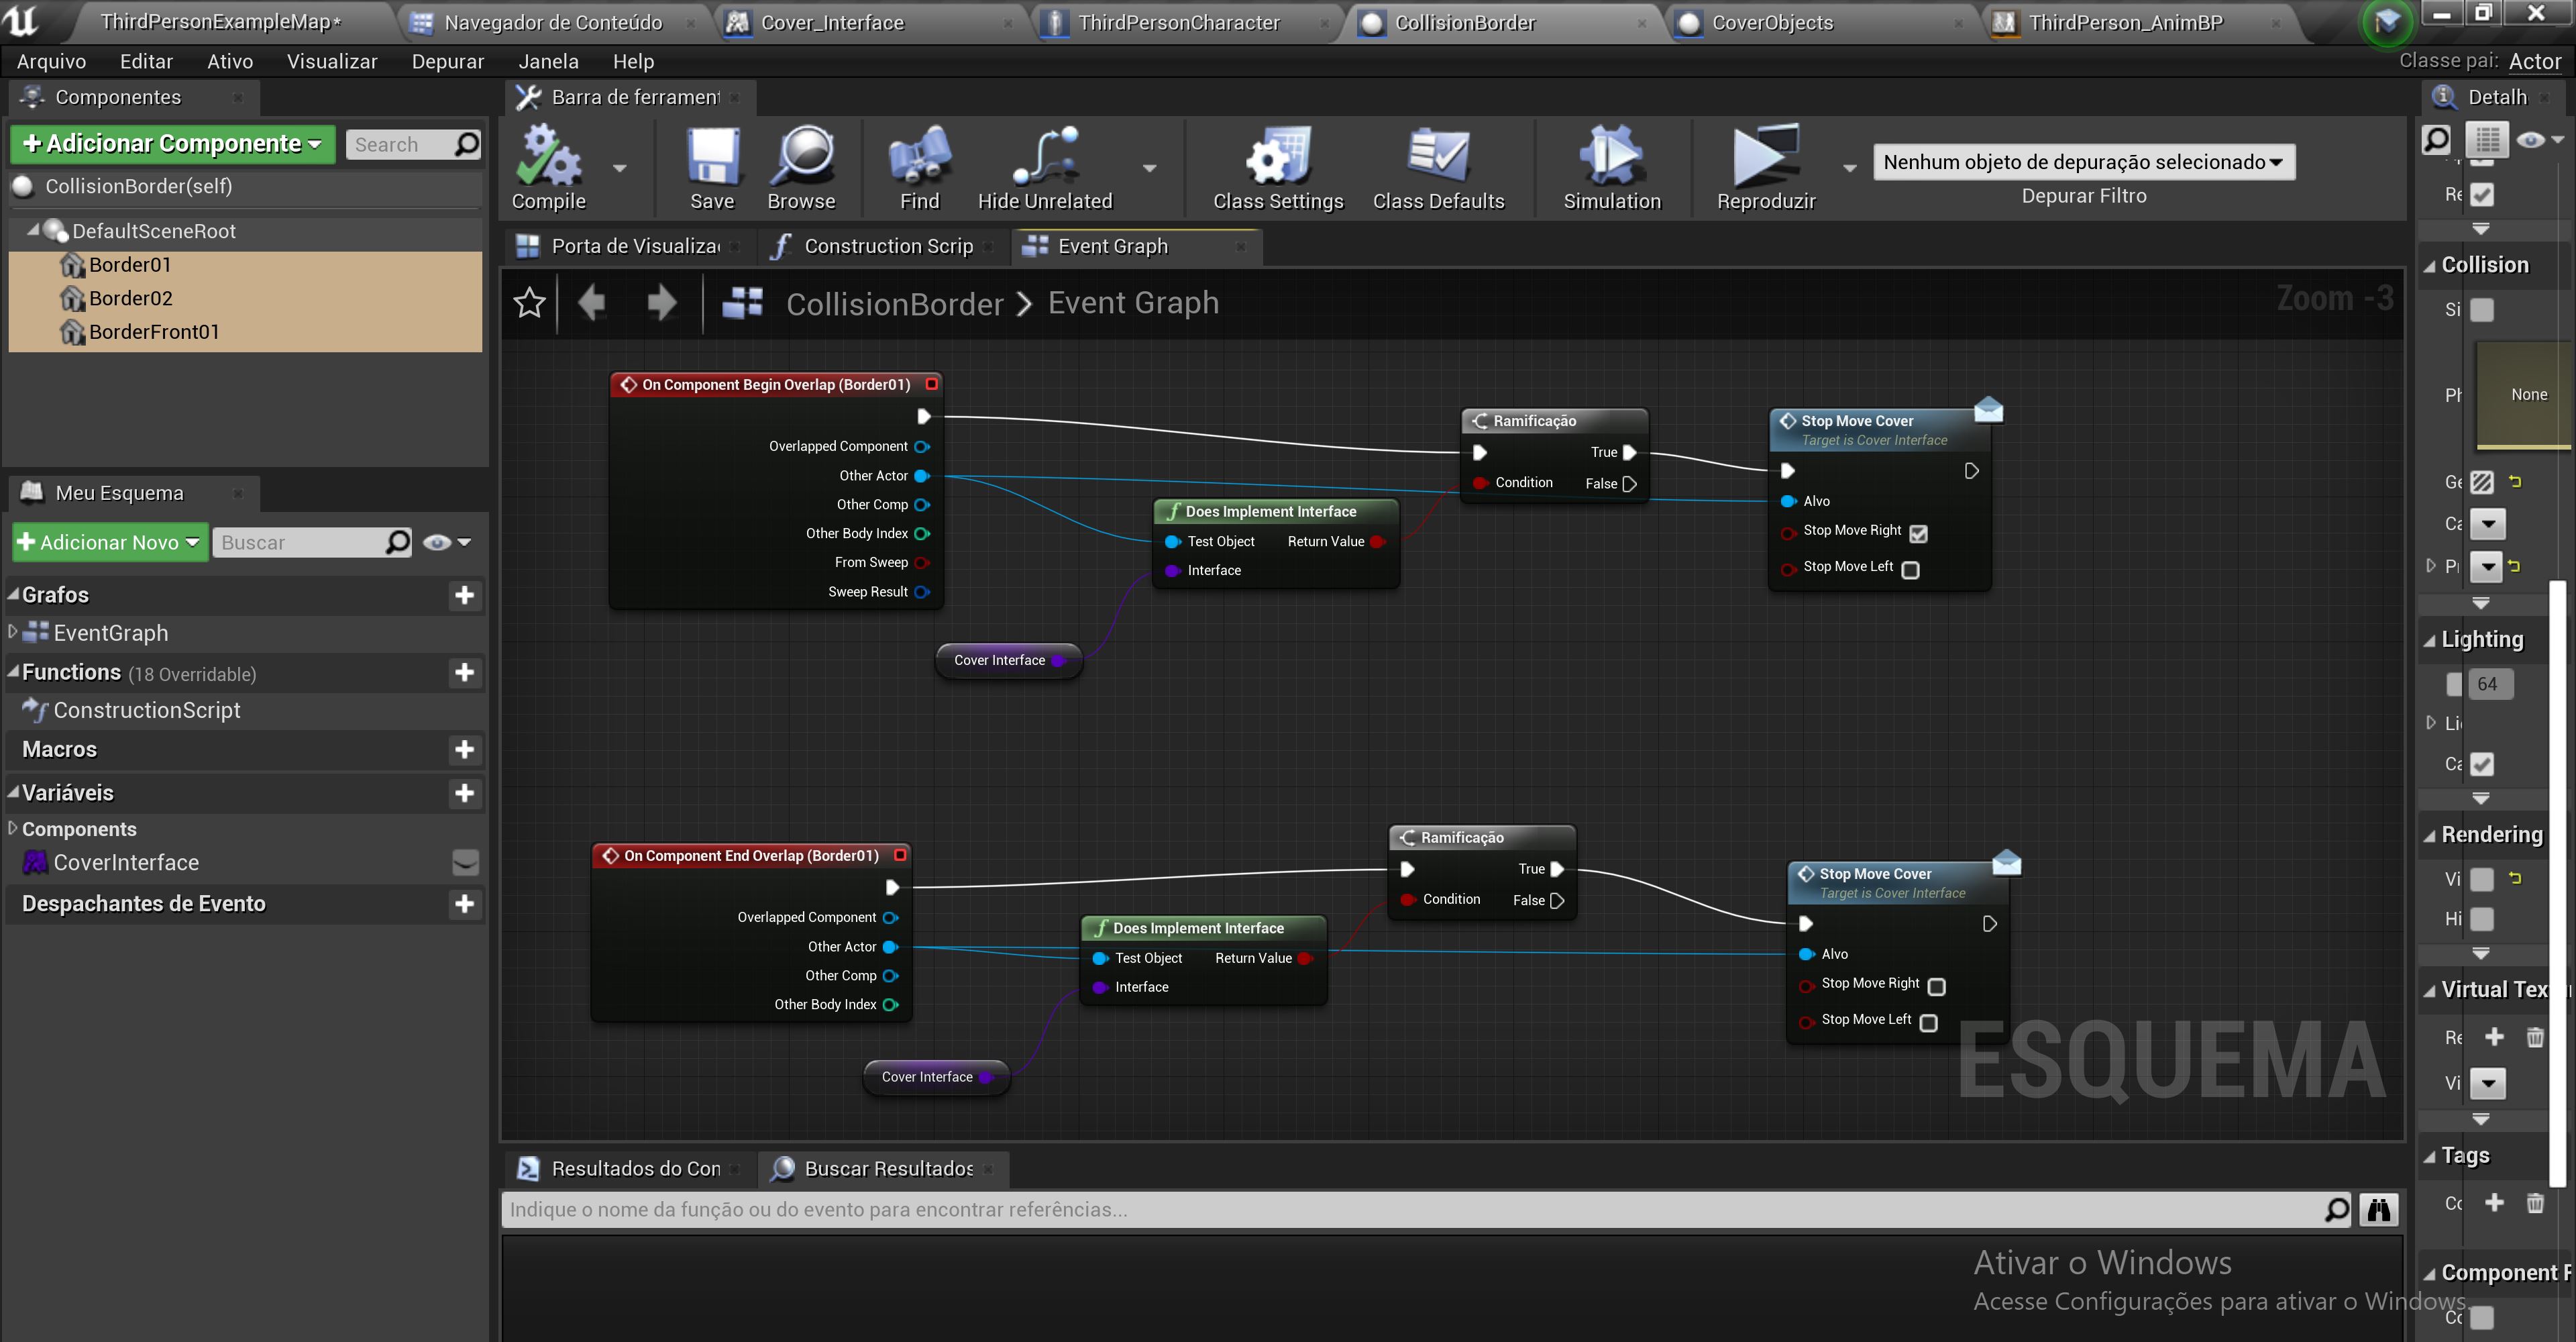 ThirdPersonExampleMap*
Navegador de Conteúdo
Cover_Interface
ThirdPersonCharacter
CollisionBorder
CoverObjects
ThirdPerson_AnimBP
Arquivo Editar Ativo Visualizar Depurar Janela Help
Classe pai: Actor
Componentes
Adicionar Componente
Search
CollisionBorder(self)
DefaultSceneRoot
Border01
Border02
BorderFront01
Meu Esquema
Adicionar Novo
Buscar
Grafos
EventGraph
Functions (18 Overridable)
ConstructionScript
Macros
Variáveis
Components
CoverInterface
Despachantes de Evento
Barra de ferrament
Compile
Save
Browse
Find
Hide Unrelated
Class Settings
Class Defaults
Simulation
Reproduzir
Nenhum objeto de depuração selecionado
Depurar Filtro
Porta de Visualiza
Construction Scrip
Event Graph
CollisionBorder > Event Graph
Zoom -3
On Component Begin Overlap (Border01)
Overlapped Component
Other Actor
Other Comp
Other Body Index
From Sweep
Sweep Result
Cover Interface
Does Implement Interface
Test Object Return Value
Interface
Ramificação
True
Condition False
Stop Move Cover
Target is Cover Interface
Alvo
Stop Move Right
Stop Move Left
On Component End Overlap (Border01)
Overlapped Component
Other Actor
Other Comp
Other Body Index
Cover Interface
Does Implement Interface
Test Object Return Value
Interface
Ramificação
True
Condition False
Stop Move Cover
Target is Cover Interface
Alvo
Stop Move Right
Stop Move Left
ESQUEMA
Resultados do Con
Buscar Resultados
Indique o nome da função ou do evento para encontrar referências...
Detalh
Re
Collision
Si
Ph
None
Ge
Ca
Pr
Lighting
64
Li
Ca
Rendering
Vi
Hi
Virtual Tex
Re
Vi
Tags
Co
Component
Co
Ativar o Windows
Acesse Configurações para ativar o Windows.